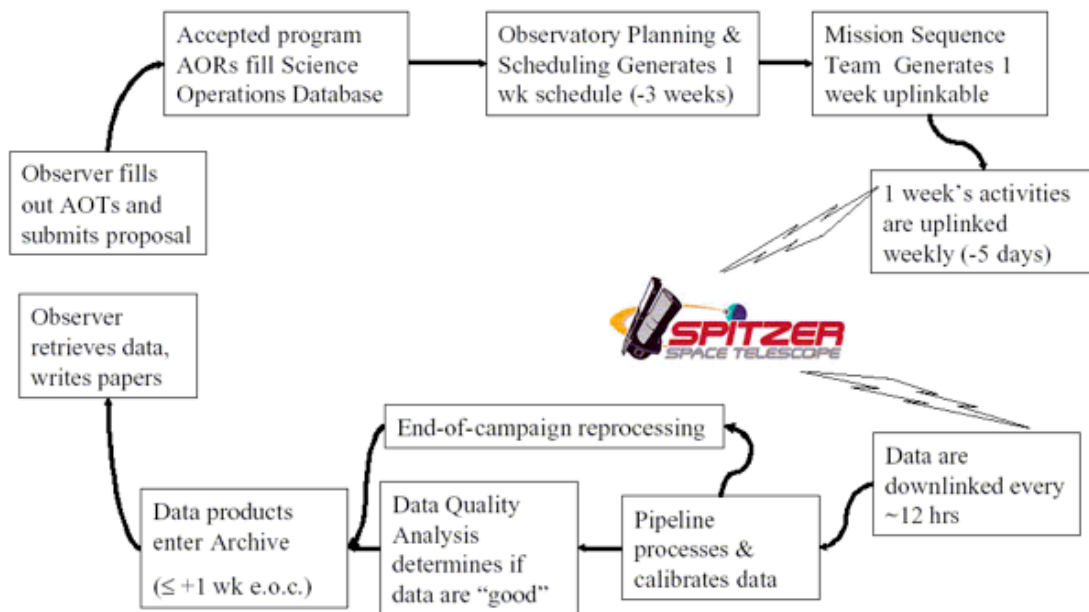 Observer fills
out AOTs and
submits proposal
Accepted program
AORs fill Science
Operations Database
Observatory Planning &
Scheduling Generates 1
wk schedule (-3 weeks)
Mission Sequence
Team Generates 1
week uplinkable
1 week's activities
are uplinked
weekly (-5 days)
SPITZER
SPACE TELESCOPE
Data are
downlinked every
~12 hrs
Pipeline
processes &
calibrates data
End-of-campaign reprocessing
Data Quality
Analysis
determines if
data are “good”
Data products
enter Archive
(≤ +1 wk e.o.c.)
Observer
retrieves data,
writes papers